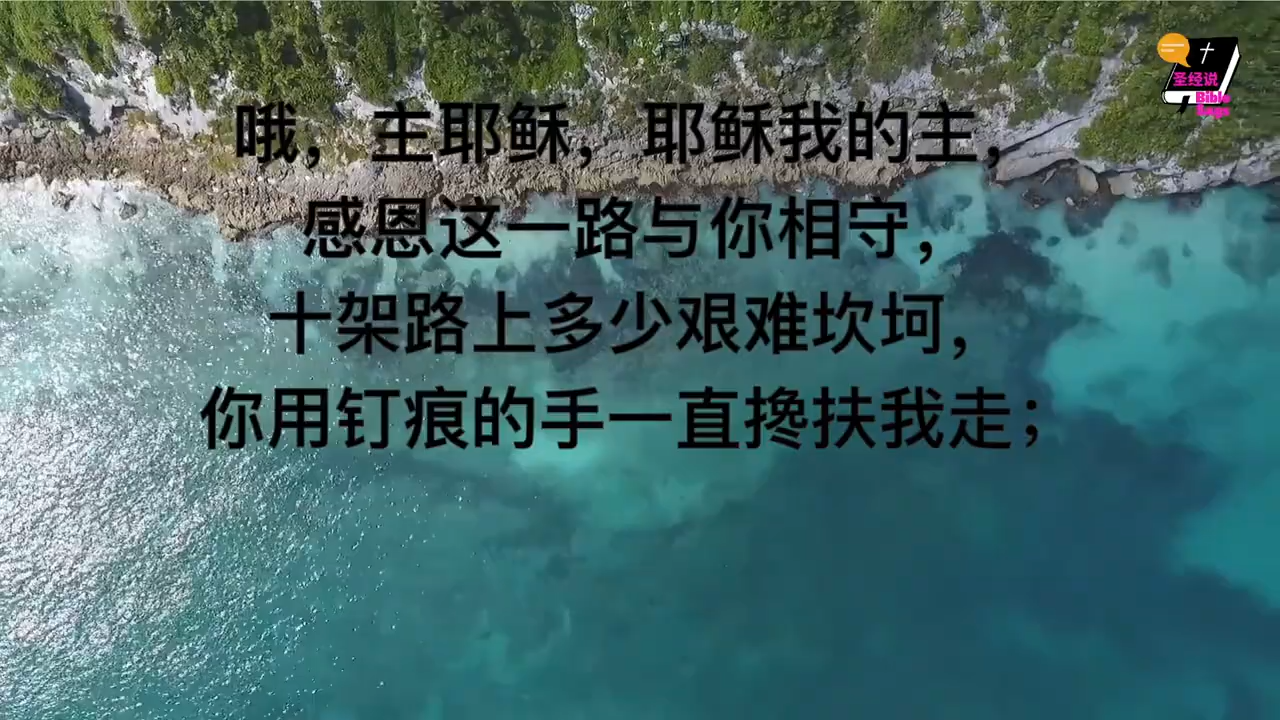 圣经说
Bible
Says
哦，主耶稣，耶稣我的主，
感恩这一路与你相守，
十架路上多少艰难坎坷，
你用钉痕的手一直搀扶我走；